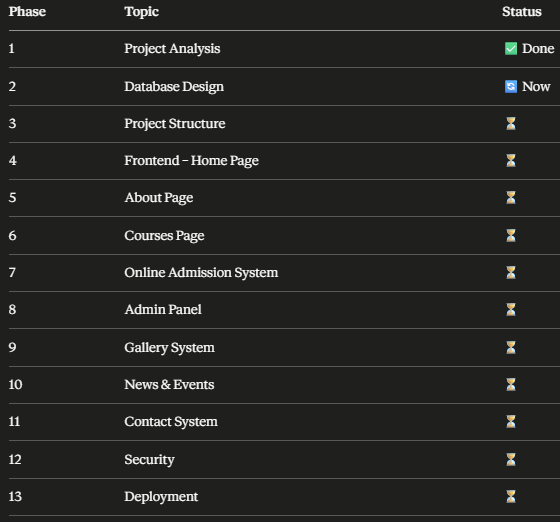 Phase Topic Status
1 Project Analysis ✅ Done
2 Database Design 🔄 Now
3 Project Structure ⏳
4 Frontend – Home Page ⏳
5 About Page ⏳
6 Courses Page ⏳
7 Online Admission System ⏳
8 Admin Panel ⏳
9 Gallery System ⏳
10 News & Events ⏳
11 Contact System ⏳
12 Security ⏳
13 Deployment ⏳